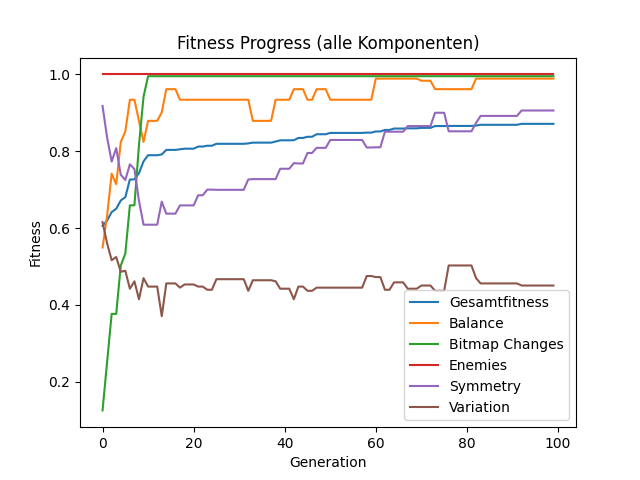 Fitness Progress (alle Komponenten)
1.0
0.8
0.6
0.4
0.2
Fitness
0
20
40
60
80
100
Generation
Gesamtfitness
Balance
Bitmap Changes
Enemies
Symmetry
Variation